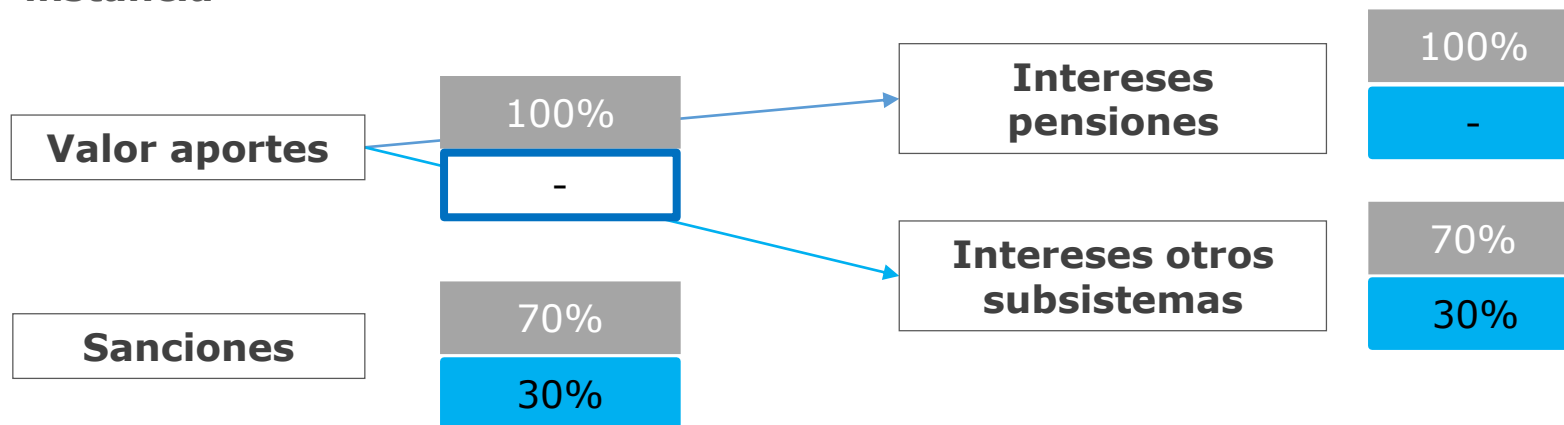 Valor aportes
100%
-
Intereses
pensiones
100%
-
Intereses otros
subsistemas
70%
30%
Sanciones
70%
30%